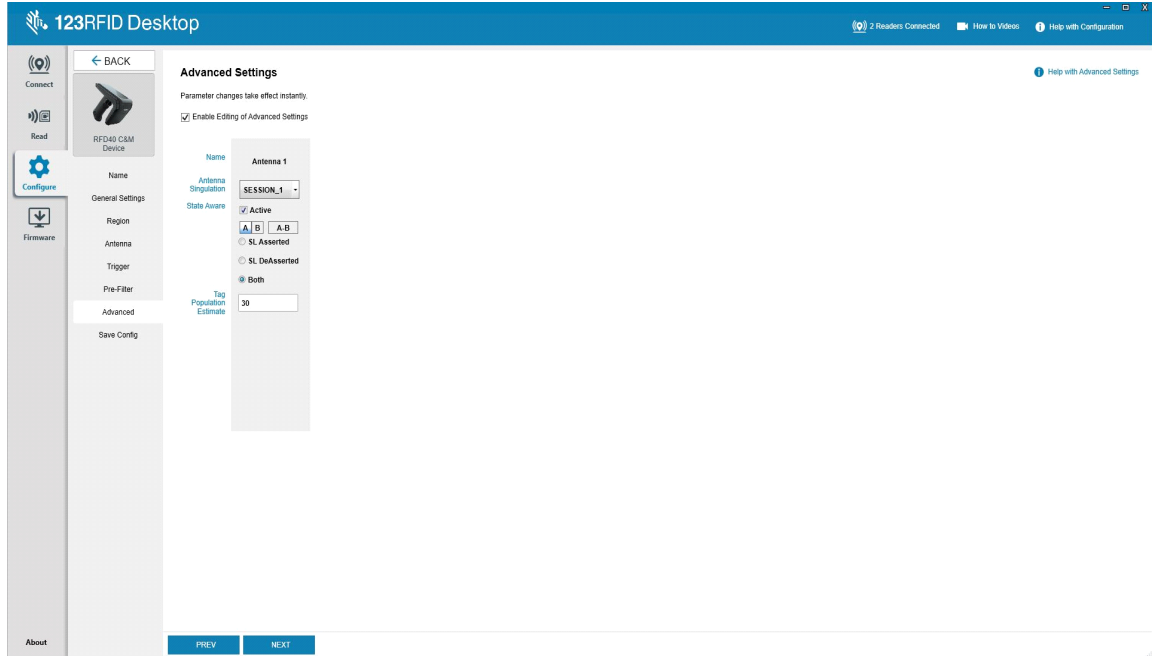 123RFID Desktop
2 Readers Connected
How to Videos
Help with Configuration
Connect
Read
Configure
Firmware
About
BACK
RFD40 C&M
Device
Name
General Settings
Region
Antenna
Trigger
Pre-Filter
Advanced
Save Config
Advanced Settings
Help with Advanced Settings
Parameter changes take effect instantly.
Enable Editing of Advanced Settings
Name
Antenna 1
Antenna
Singulation
SESSION_1
State Aware
Active
A B A-B
SL Asserted
SL DeAsserted
Both
Tag
Population
Estimate
30
PREV NEXT